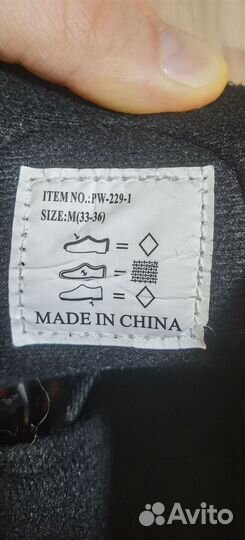 ITEM NO.:PW-229-1
SIZE:M(33-36)
MADE IN CHINA
Avito